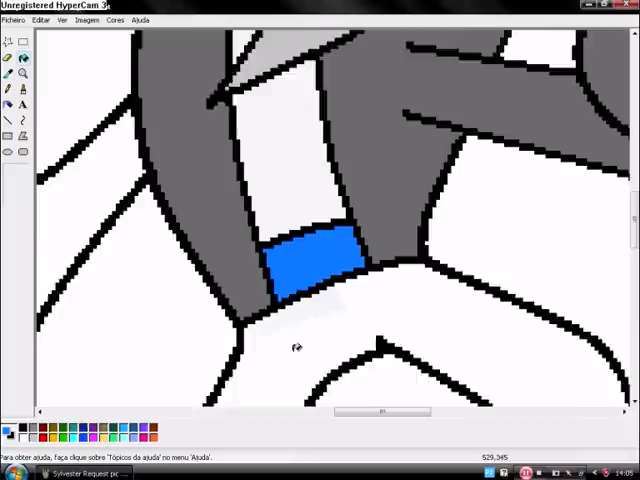 Unregistered HyperCam 3
Ficheiro Editar Ver Imagem Cores Ajuda
A
Para obter ajuda, faça clique sobre 'Tópicos da ajuda' no menu 'Ajuda'.
529,345
Sylvester Request pic ...
PT
14:05